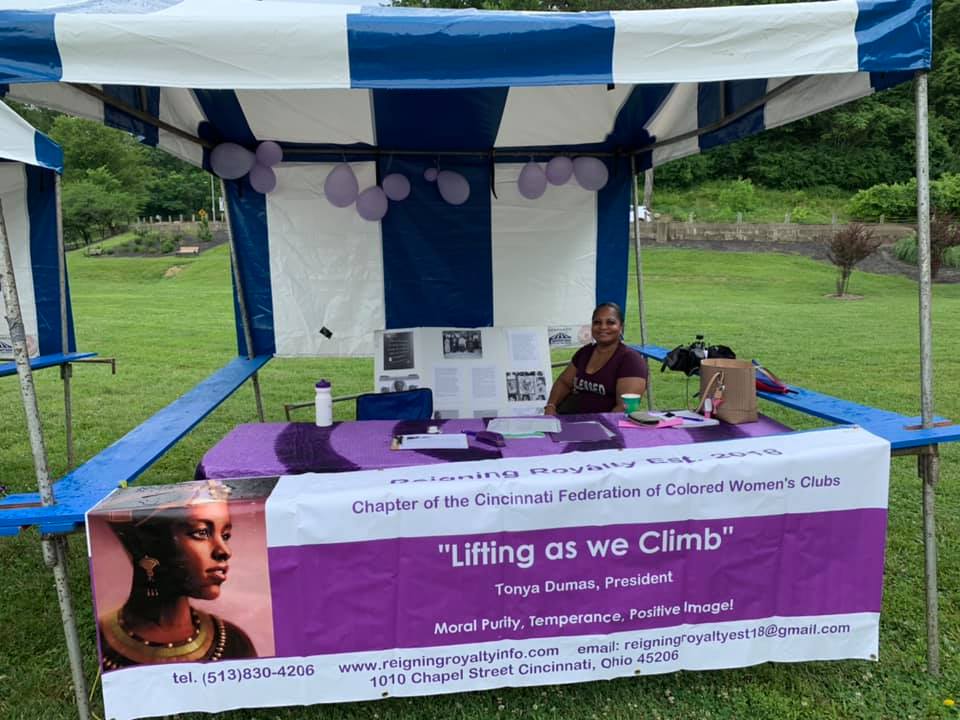 BLESSED
Reigning Royalty Est. 2018
Chapter of the Cincinnati Federation of Colored Women's Clubs
"Lifting as we Climb"
Tonya Dumas, President
Moral Purity, Temperance, Positive Image!
tel. (513)830-4206 www.reigningroyaltyinfo.com email: reigningroyaltyest18@gmail.com
1010 Chapel Street Cincinnati, Ohio 45206